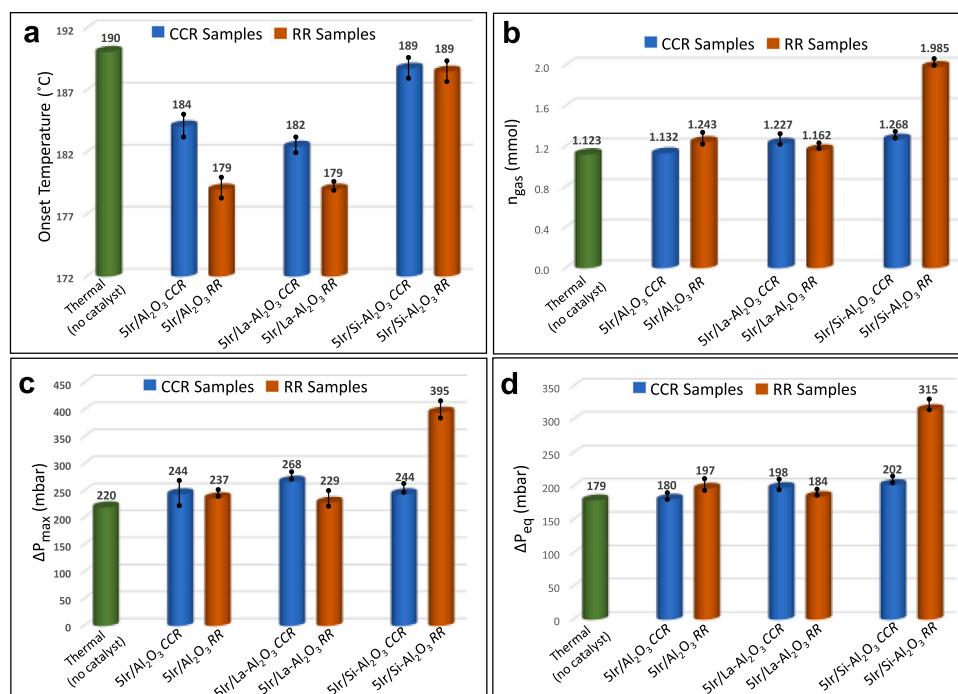 a
CCR Samples
RR Samples
Onset Temperature (˚C)
192
187
182
177
172
190
184
179
182
179
189
189
Thermal
(no catalyst)
5Ir/Al₂O₃ CCR
5Ir/Al₂O₃ RR
5Ir/La–Al₂O₃ CCR
5Ir/La–Al₂O₃ RR
5Ir/Si–Al₂O₃ CCR
5Ir/Si–Al₂O₃ RR
b
CCR Samples
RR Samples
n_gas (mmol)
2.0
1.6
1.2
0.8
0.4
0.0
1.123
1.132
1.243
1.227
1.162
1.268
1.985
Thermal
(no catalyst)
5Ir/Al₂O₃ CCR
5Ir/Al₂O₃ RR
5Ir/La–Al₂O₃ CCR
5Ir/La–Al₂O₃ RR
5Ir/Si–Al₂O₃ CCR
5Ir/Si–Al₂O₃ RR
c
CCR Samples
RR Samples
ΔP_max (mbar)
450
400
350
300
250
200
150
100
50
0
220
244
237
268
229
244
395
Thermal
(no catalyst)
5Ir/Al₂O₃ CCR
5Ir/Al₂O₃ RR
5Ir/La–Al₂O₃ CCR
5Ir/La–Al₂O₃ RR
5Ir/Si–Al₂O₃ CCR
5Ir/Si–Al₂O₃ RR
d
CCR Samples
RR Samples
ΔP_eq (mbar)
350
300
250
200
150
100
50
0
179
180
197
198
184
202
315
Thermal
(no catalyst)
5Ir/Al₂O₃ CCR
5Ir/Al₂O₃ RR
5Ir/La–Al₂O₃ CCR
5Ir/La–Al₂O₃ RR
5Ir/Si–Al₂O₃ CCR
5Ir/Si–Al₂O₃ RR